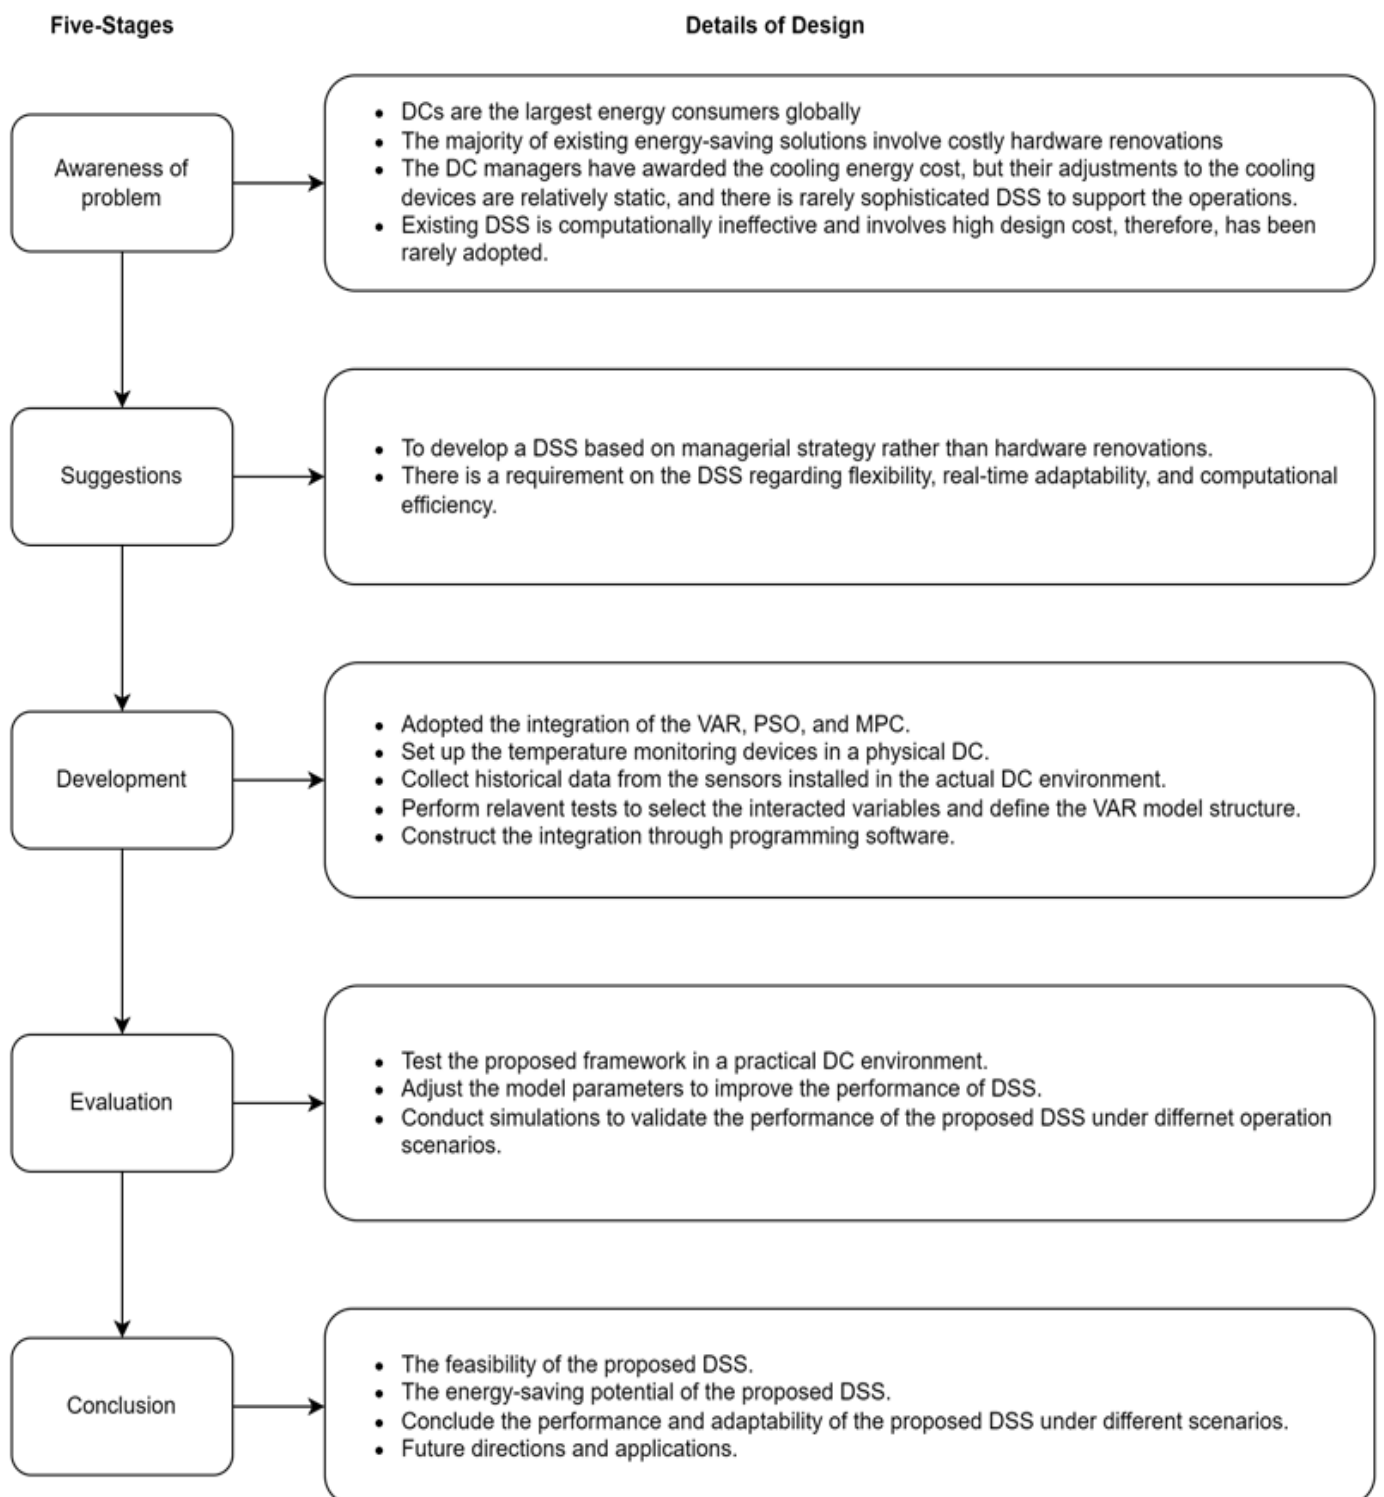 Five-Stages
Details of Design
Awareness of
problem
• DCs are the largest energy consumers globally
• The majority of existing energy-saving solutions involve costly hardware renovations
• The DC managers have awarded the cooling energy cost, but their adjustments to the cooling
devices are relatively static, and there is rarely sophisticated DSS to support the operations.
• Existing DSS is computationally ineffective and involves high design cost, therefore, has been
rarely adopted.
Suggestions
• To develop a DSS based on managerial strategy rather than hardware renovations.
• There is a requirement on the DSS regarding flexibility, real-time adaptability, and computational
efficiency.
Development
• Adopted the integration of the VAR, PSO, and MPC.
• Set up the temperature monitoring devices in a physical DC.
• Collect historical data from the sensors installed in the actual DC environment.
• Perform relavent tests to select the interacted variables and define the VAR model structure.
• Construct the integration through programming software.
Evaluation
• Test the proposed framework in a practical DC environment.
• Adjust the model parameters to improve the performance of DSS.
• Conduct simulations to validate the performance of the proposed DSS under differnet operation
scenarios.
Conclusion
• The feasibility of the proposed DSS.
• The energy-saving potential of the proposed DSS.
• Conclude the performance and adaptability of the proposed DSS under different scenarios.
• Future directions and applications.